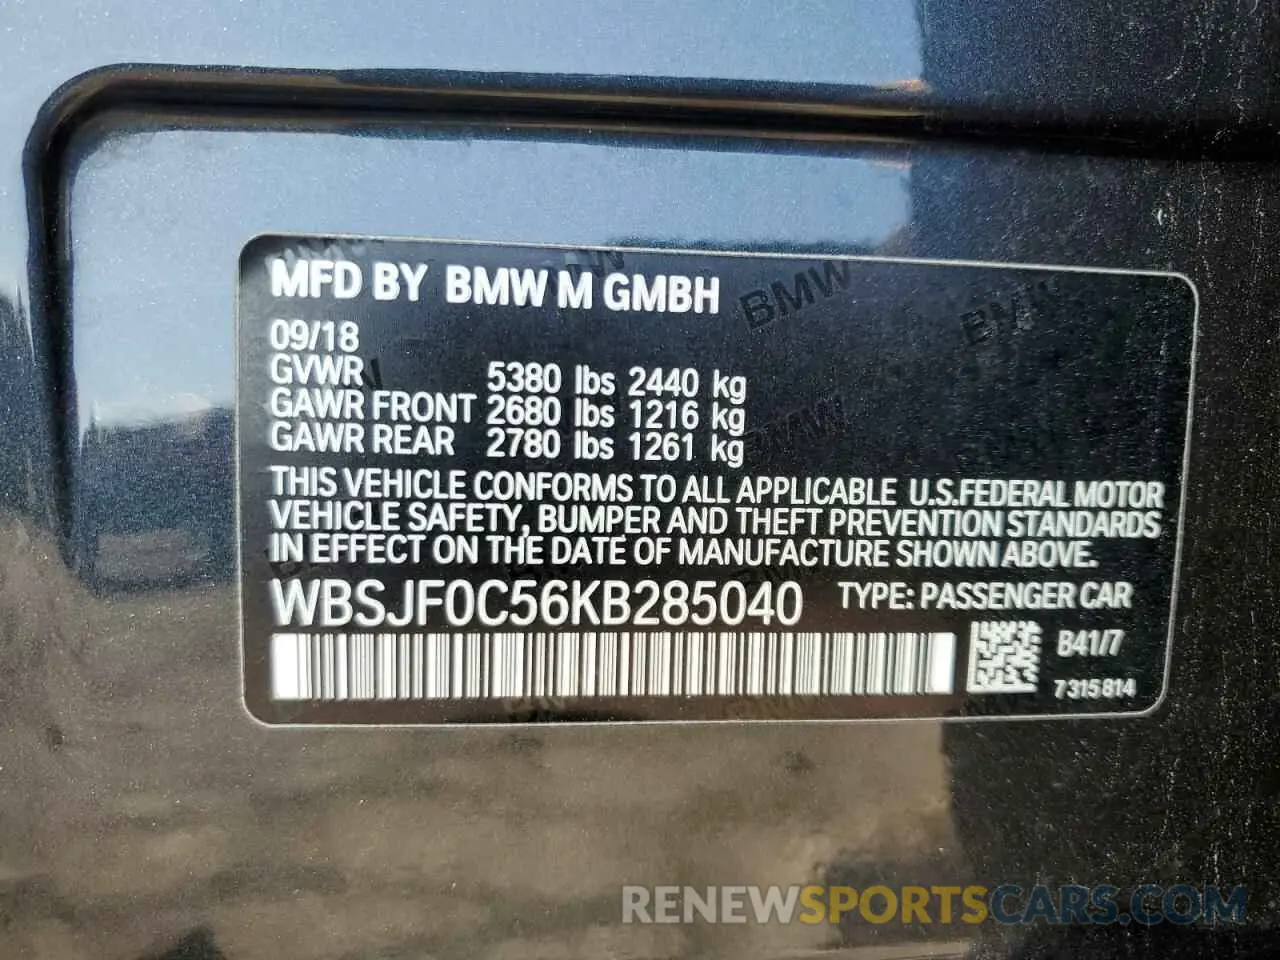 MFD BY BMW M GMBH
09/18
GVWR 5380 lbs 2440 kg
GAWR FRONT 2680 lbs 1216 kg
GAWR REAR 2780 lbs 1261 kg
THIS VEHICLE CONFORMS TO ALL APPLICABLE U.S.FEDERAL MOTOR
VEHICLE SAFETY, BUMPER AND THEFT PREVENTION STANDARDS
IN EFFECT ON THE DATE OF MANUFACTURE SHOWN ABOVE.
WBSJF0C56KB285040 TYPE: PASSENGER CAR
B41/7
7315814
RENEWSPORTSCARS.COM